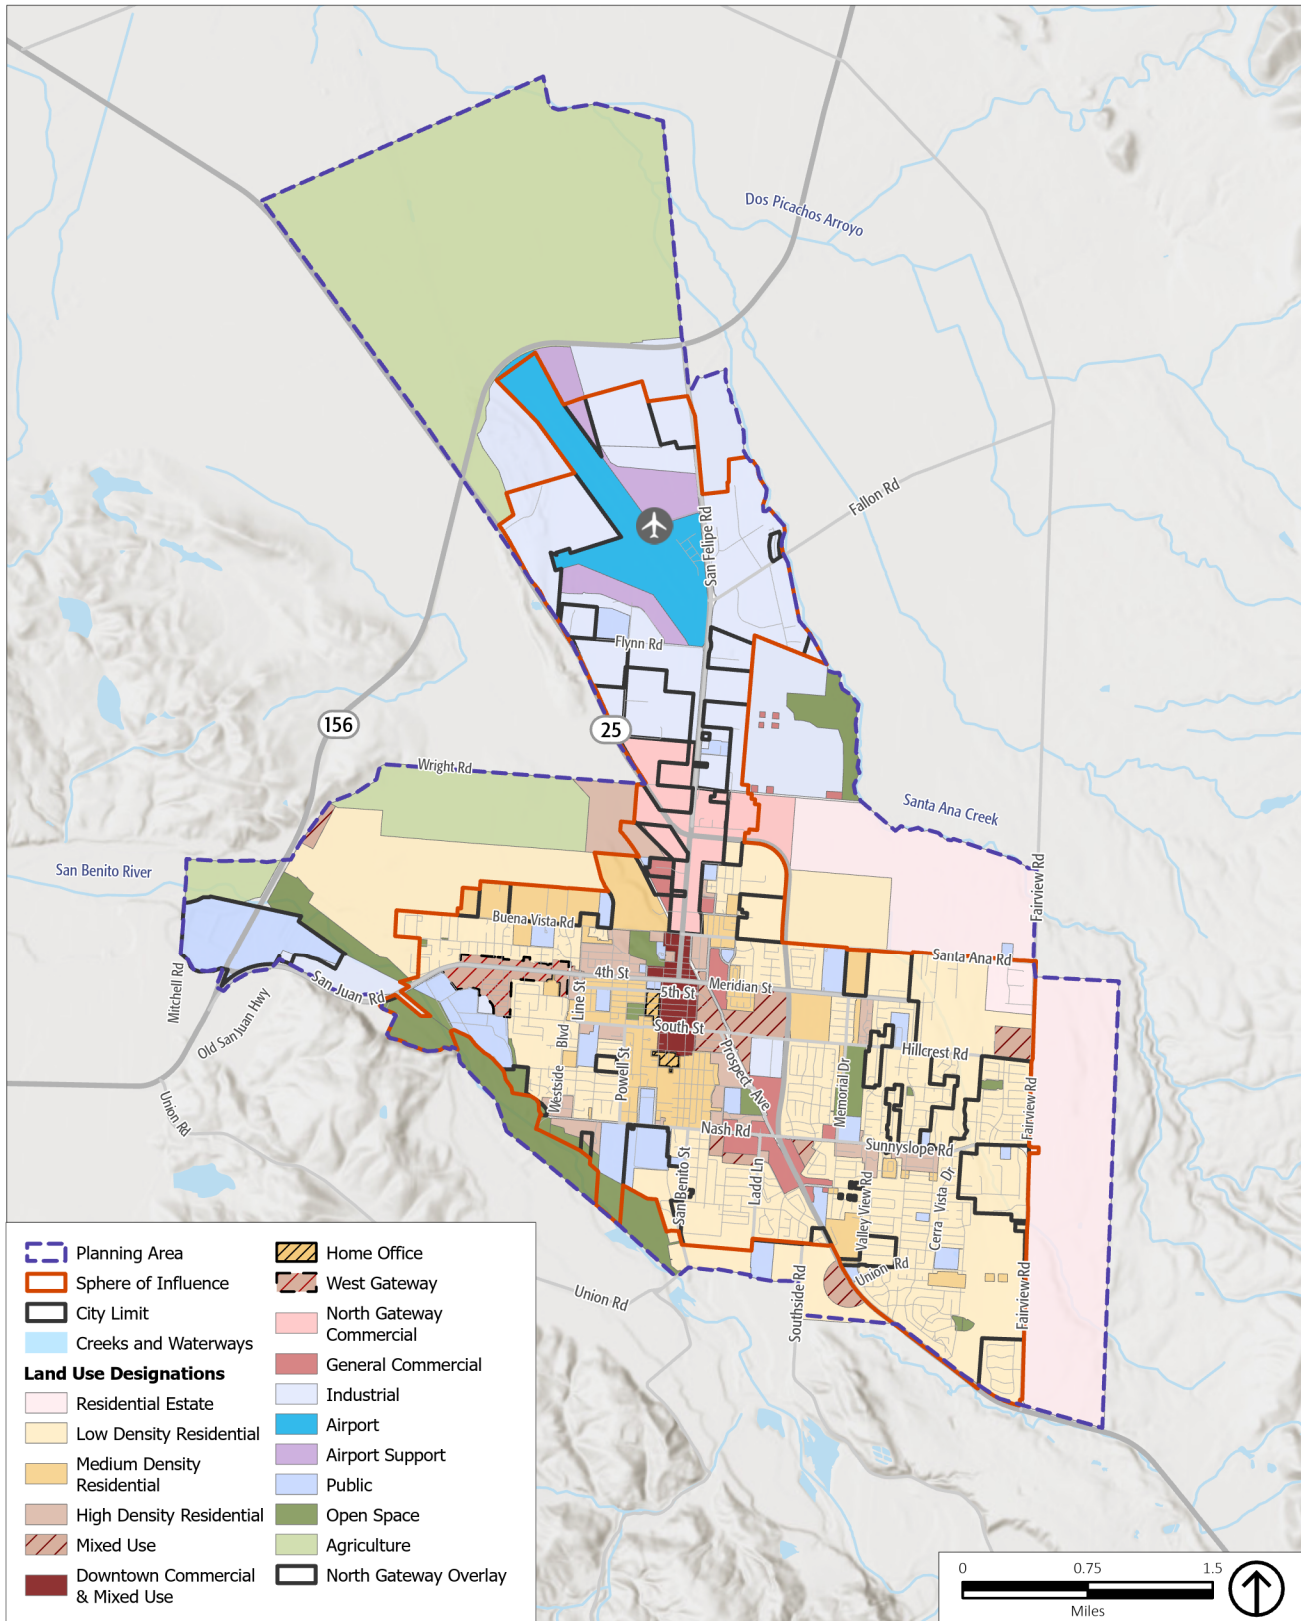 Dos Picachos Arroyo
Fallon Rd
San Felipe Rd
Flynn Rd
156
25
Wright Rd
Santa Ana Creek
San Benito River
Fairview Rd
Buena Vista Rd
Santa Ana Rd
4th St
Meridian St
5th St
Line St
South St
Mitchell Rd
San Juan Rd
Old San Juan Hwy
Hillcrest Rd
Westside Blvd
Powell St
Prospect Ave
Memorial Dr
Fairview Rd
Union Rd
Nash Rd
Sunnyslope Rd
San Benito St
Ladd Ln
Valley View Rd
Cerra Vista Dr
Union Rd
Union Rd
Southside Rd
Fairview Rd
Planning Area
Sphere of Influence
City Limit
Creeks and Waterways
Land Use Designations
Residential Estate
Low Density Residential
Medium Density
Residential
High Density Residential
Mixed Use
Downtown Commercial
& Mixed Use
Home Office
West Gateway
North Gateway
Commercial
General Commercial
Industrial
Airport
Airport Support
Public
Open Space
Agriculture
North Gateway Overlay
0 0.75 1.5
Miles